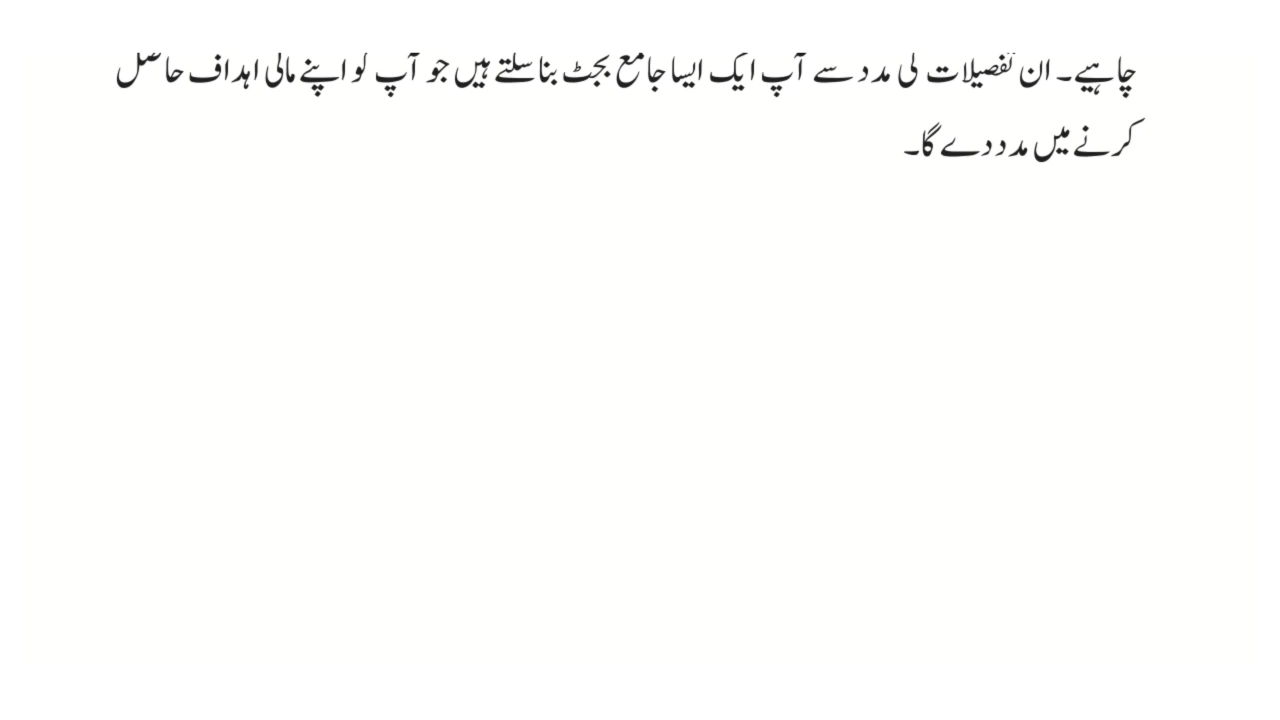 چاہیے۔ ان تفصیلات کی مدد سے آپ ایک ایسا جامع بجٹ بنا سکتے ہیں جو آپ کو اپنے مالی اہداف حاصل
کرنے میں مدد دے گا۔